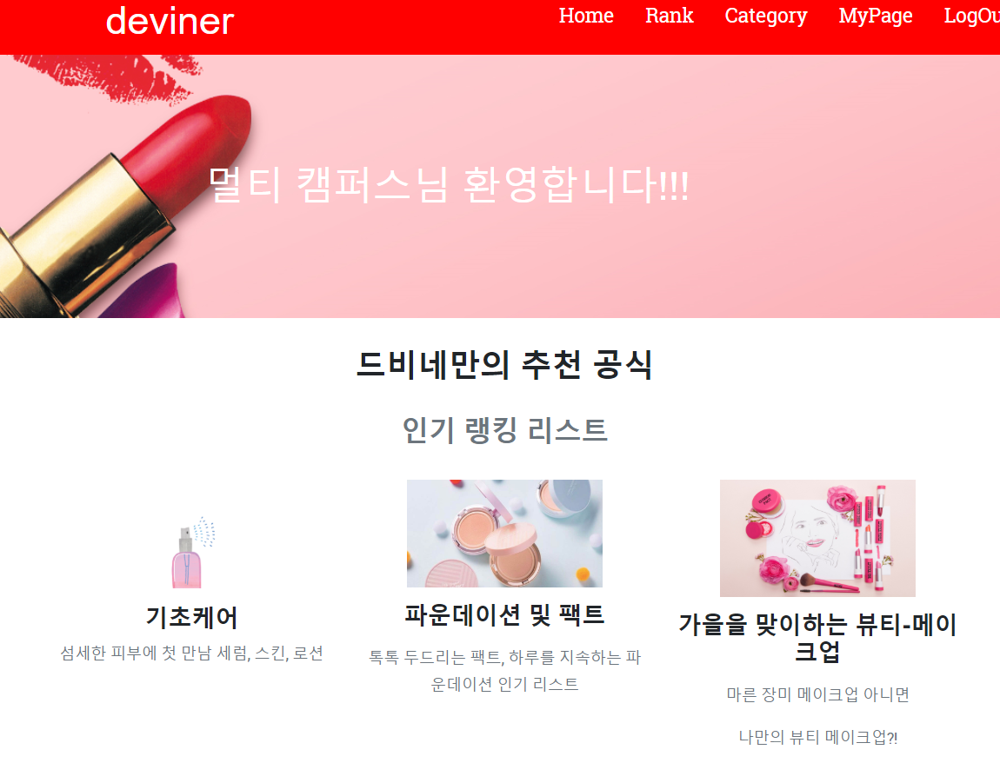 deviner
Home Rank Category MyPage LogOu
멀티 캠퍼스님 환영합니다!!!
드비네만의 추천 공식
인기 랭킹 리스트
기초케어
섬세한 피부에 첫 만남 세럼, 스킨, 로션
파운데이션 및 팩트
톡톡 두드리는 팩트, 하루를 지속하는 파
운데이션 인기 리스트
가을을 맞이하는 뷰티-메이
크업
마른 장미 메이크업 아니면
나만의 뷰티 메이크업?!